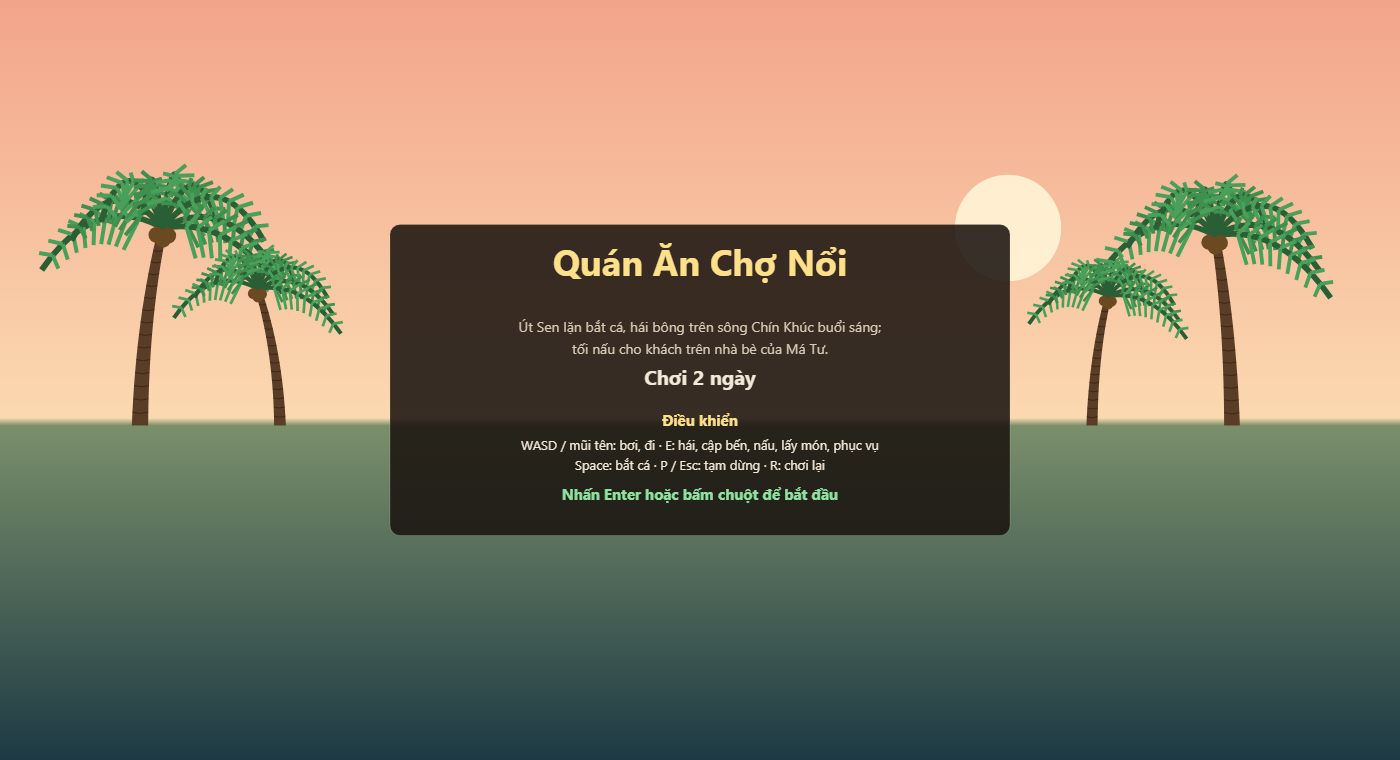 Quán Ăn Chợ Nổi
Út Sen lặn bắt cá, hái bông trên sông Chín Khúc buổi sáng;
tối nấu cho khách trên nhà bè của Má Tư.
Chơi 2 ngày
Điều khiển
WASD / mũi tên: bơi, đi · E: hái, cập bến, nấu, lấy món, phục vụ
Space: bắt cá · P / Esc: tạm dừng · R: chơi lại
Nhấn Enter hoặc bấm chuột để bắt đầu